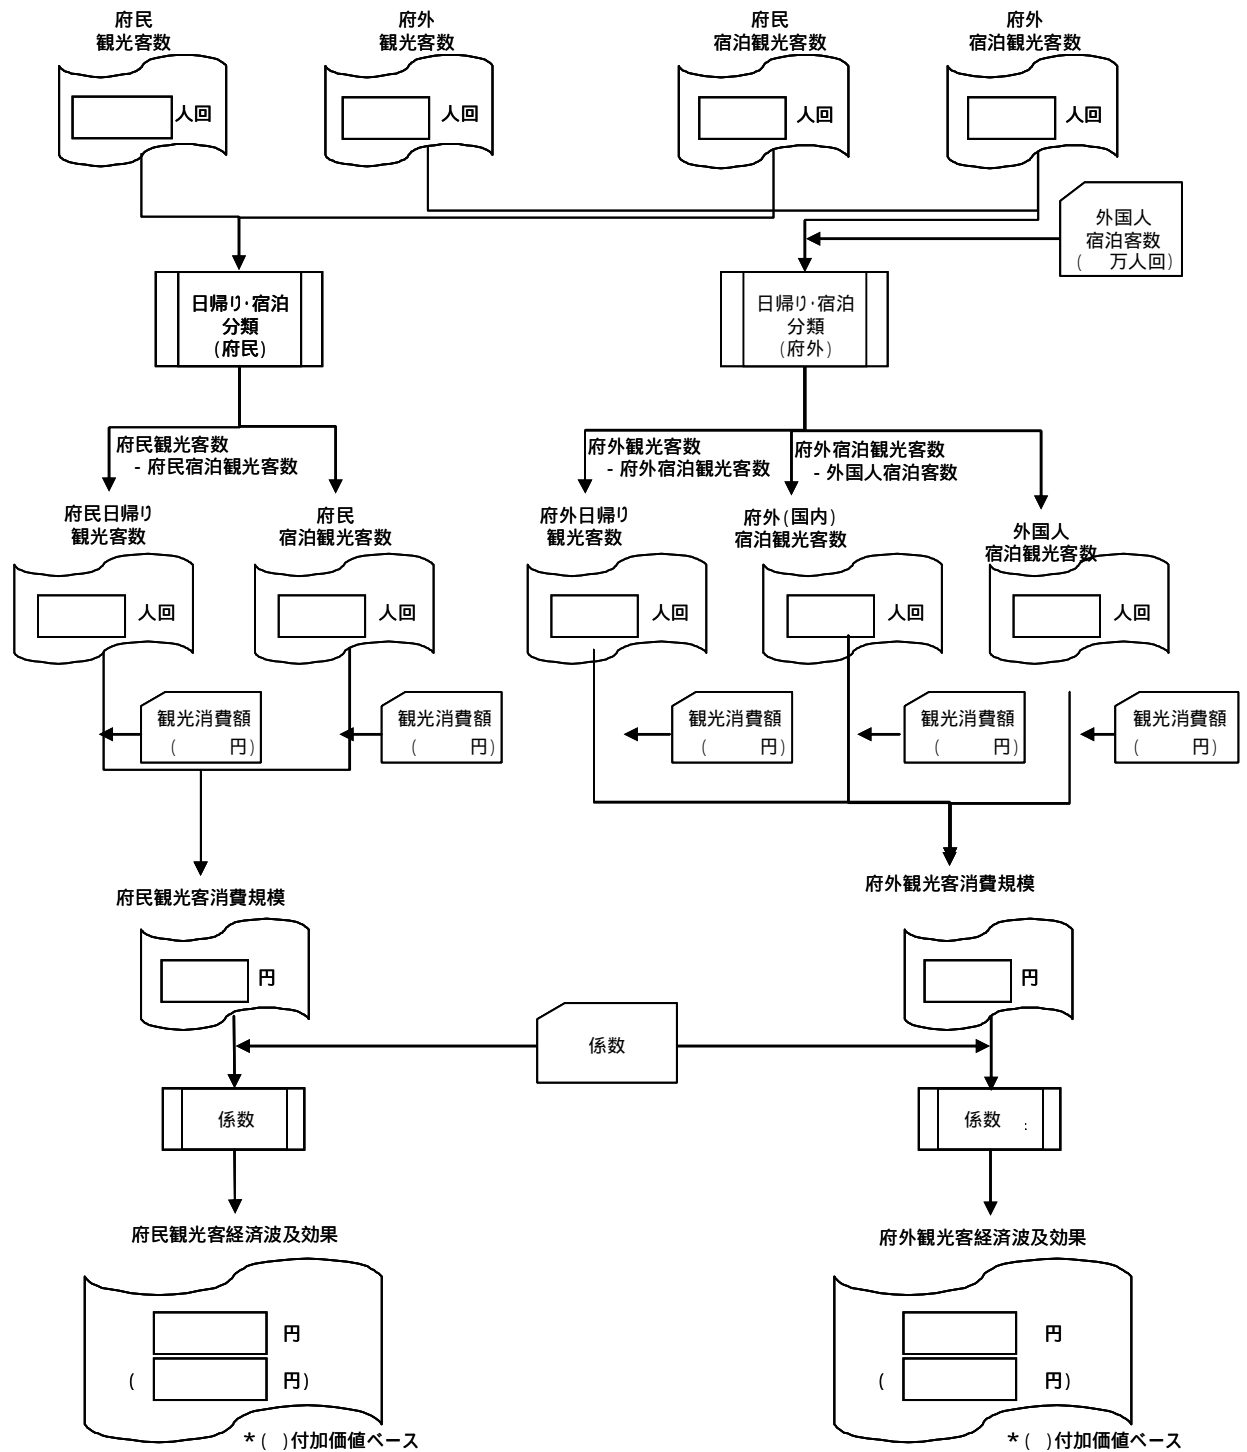 府民
観光客数
府外
観光客数
府民
宿泊観光客数
府外
宿泊観光客数
人回
人回
人回
人回
外国人
宿泊客数
(　万人回)
日帰り・宿泊
分類
(府民)
日帰り・宿泊
分類
(府外)
府民観光客数
- 府民宿泊観光客数
府外観光客数
- 府外宿泊観光客数
府外宿泊観光客数
- 外国人宿泊客数
府民日帰り
観光客数
府民
宿泊観光客数
府外日帰り
観光客数
府外(国内)
宿泊観光客数
外国人
宿泊観光客数
人回
人回
人回
人回
人回
観光消費額
(　　円)
観光消費額
(　　円)
観光消費額
(　　円)
観光消費額
(　　円)
観光消費額
(　　円)
府民観光客消費規模
府外観光客消費規模
円
円
係数
係数
係数　:
府民観光客経済波及効果
府外観光客経済波及効果
円
(　　円)
円
(　　円)
*(　)付加価値ベース
*(　)付加価値ベース